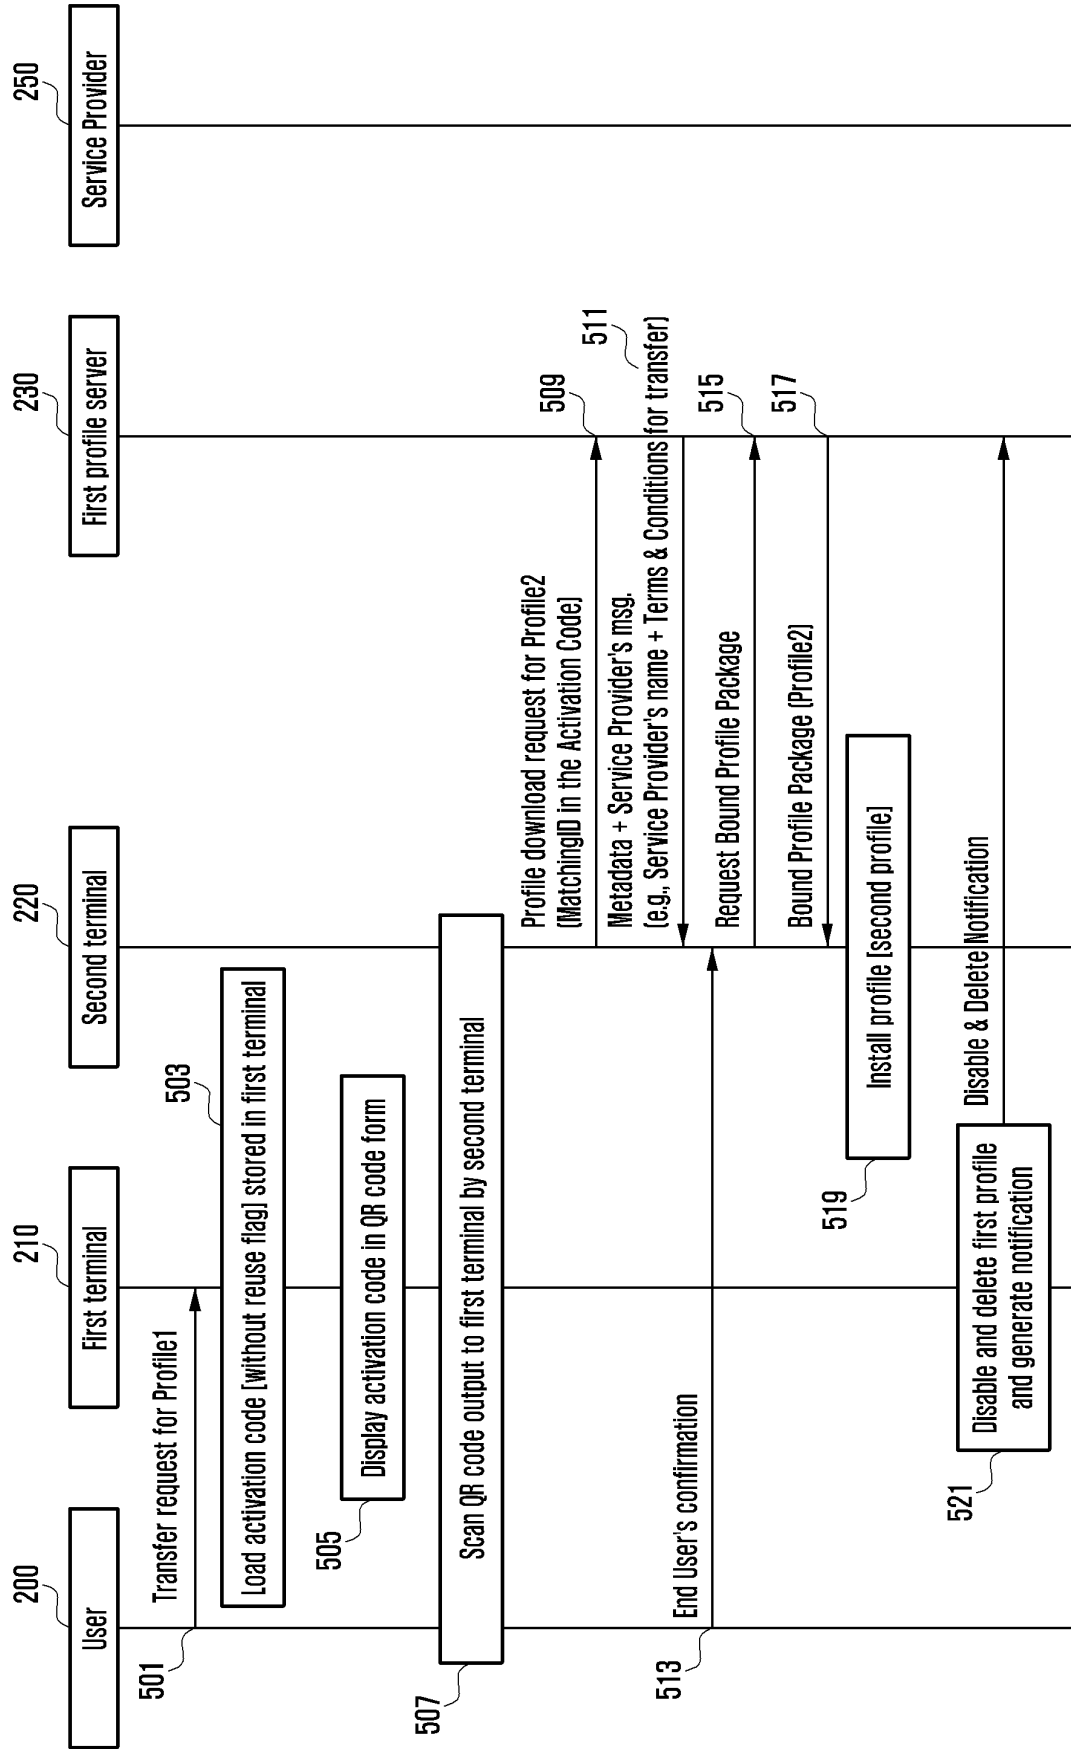 200
User
210
First terminal
220
Second terminal
230
First profile server
250
Service Provider
501
Transfer request for Profile1
503
Load activation code [without reuse flag] stored in first terminal
505
Display activation code in QR code form
507
Scan QR code output to first terminal by second terminal
Profile download request for Profile2
(MatchingID in the Activation Code)
509
Metadata + Service Provider's msg.
(e.g., Service Provider's name + Terms & Conditions for transfer)
511
513
End User's confirmation
Request Bound Profile Package
515
Bound Profile Package (Profile2)
517
519
Install profile [second profile]
521
Disable and delete first profile
and generate notification
Disable & Delete Notification